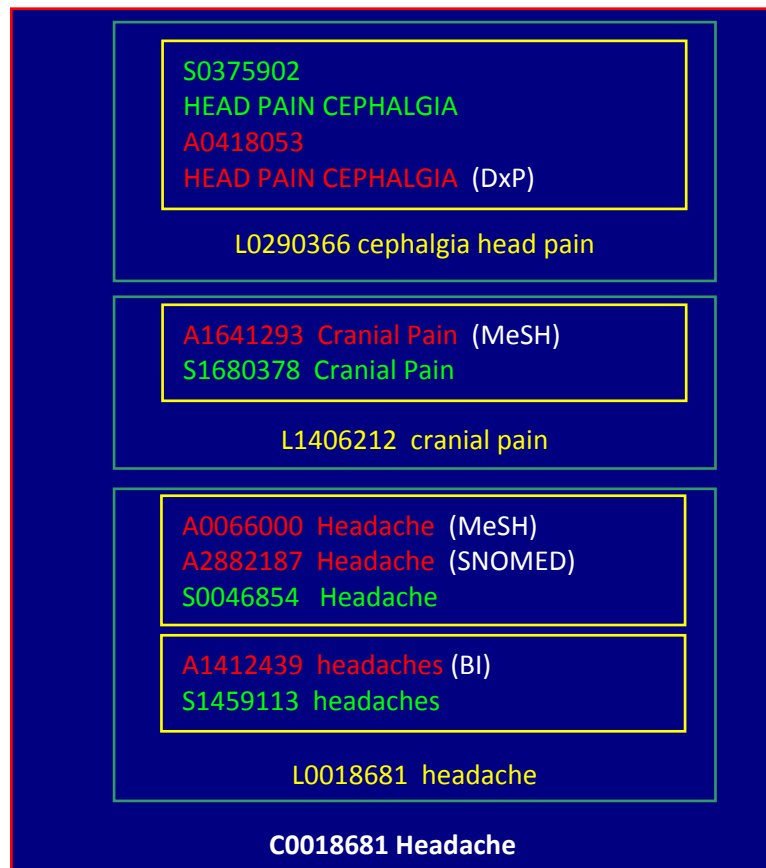 S0375902
HEAD PAIN CEPHALGIA
A0418053
HEAD PAIN CEPHALGIA (DxP)
L0290366 cephalgia head pain
A1641293 Cranial Pain (MeSH)
S1680378 Cranial Pain
L1406212 cranial pain
A0066000 Headache (MeSH)
A2882187 Headache (SNOMED)
S0046854 Headache
A1412439 headaches (BI)
S1459113 headaches
L0018681 headache
C0018681 Headache